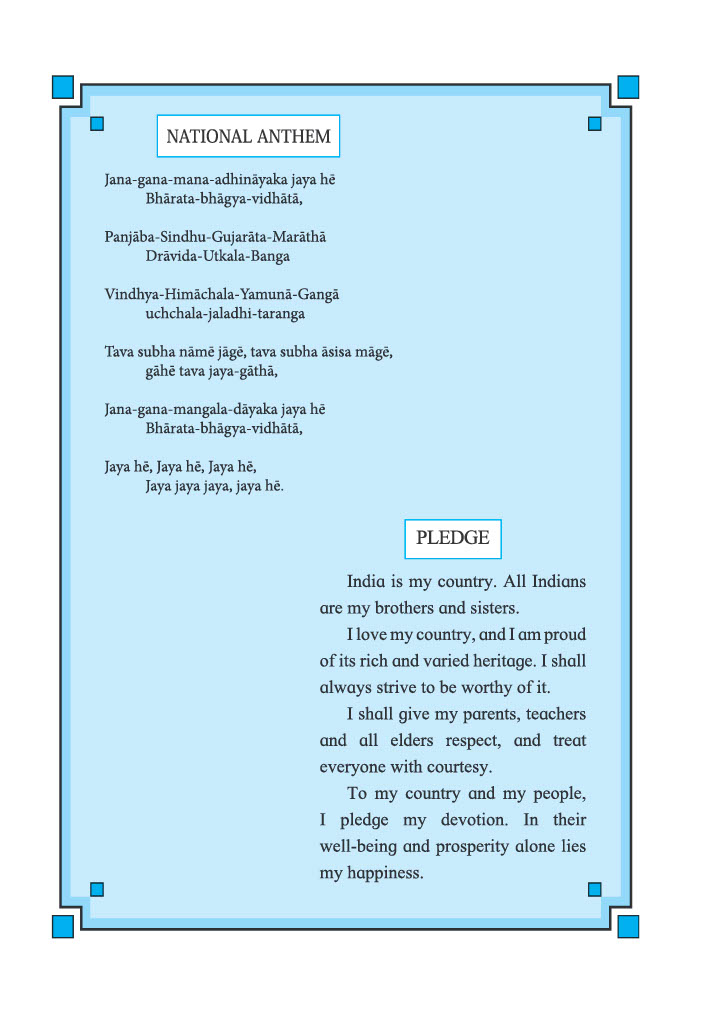 NATIONAL ANTHEM
Jana-gana-mana-adhināyaka jaya hē
Bhārata-bhāgya-vidhātā,
Panjāba-Sindhu-Gujarāta-Marāthā
Drāvida-Utkala-Banga
Vindhya-Himāchala-Yamunā-Gangā
uchchala-jaladhi-taranga
Tava subha nāmē jāgē, tava subha āsisa māgē,
gāhē tava jaya-gāthā,
Jana-gana-mangala-dāyaka jaya hē
Bhārata-bhāgya-vidhātā,
Jaya hē, Jaya hē, Jaya hē,
Jaya jaya jaya, jaya hē.
PLEDGE
India is my country. All Indians
are my brothers and sisters.
I love my country, and I am proud
of its rich and varied heritage. I shall
always strive to be worthy of it.
I shall give my parents, teachers
and all elders respect, and treat
everyone with courtesy.
To my country and my people,
I pledge my devotion. In their
well-being and prosperity alone lies
my happiness.